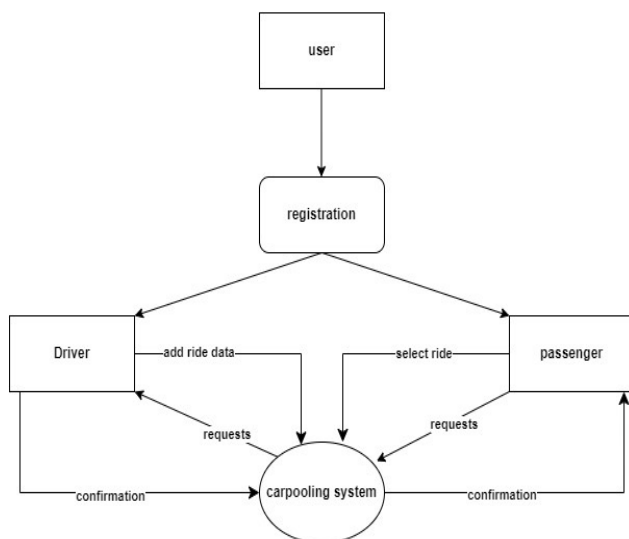 user
registration
Driver
add ride data
select ride
passenger
requests
requests
carpooling system
confirmation
confirmation